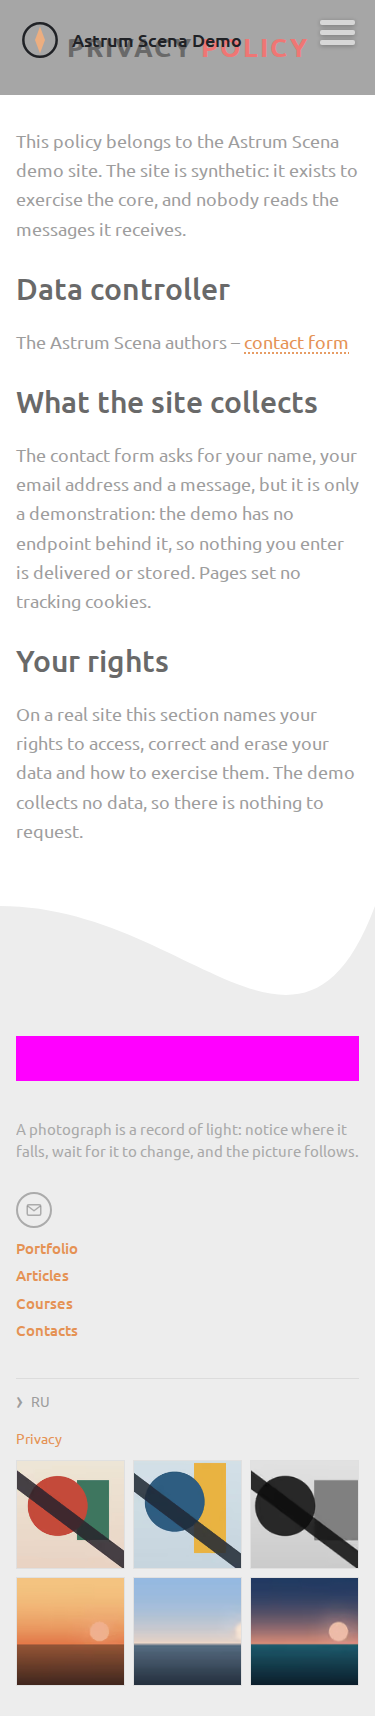 Astrum Scena Demo
PRIVACY POLICY
This policy belongs to the Astrum Scena
demo site. The site is synthetic: it exists to
exercise the core, and nobody reads the
messages it receives.
Data controller
The Astrum Scena authors – contact form
What the site collects
The contact form asks for your name, your
email address and a message, but it is only
a demonstration: the demo has no
endpoint behind it, so nothing you enter
is delivered or stored. Pages set no
tracking cookies.
Your rights
On a real site this section names your
rights to access, correct and erase your
data and how to exercise them. The demo
collects no data, so there is nothing to
request.
A photograph is a record of light: notice where it
falls, wait for it to change, and the picture follows.
Portfolio
Articles
Courses
Contacts
RU
Privacy